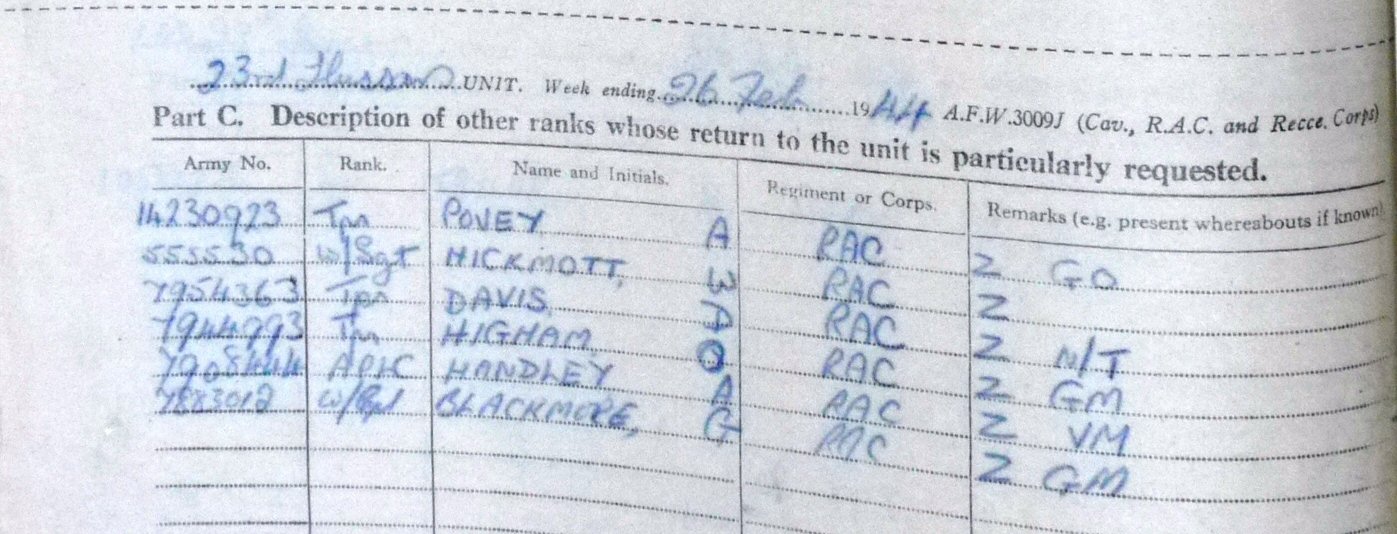 23rd Hussars UNIT. Week ending 26 Feb 1944 A.F.W.3009J (Cav., R.A.C. and Recce. Corps)
Part C. Description of other ranks whose return to the unit is particularly requested.
Army No. Rank. Name and Initials. Regiment or Corps. Remarks (e.g. present whereabouts if known)
14230923 Tpr POVEY A RAC Z GO
555530 W/Sgt HICKMOTT, W RAC Z
7954363 Tpr DAVIS, A RAC Z N/T
7944993 Tpr HIGHAM O RAC Z GM
7908444 AP/LC HANDLEY A RAC Z VM
7883012 W/Cpl BLACKMORE, G RAC Z GM